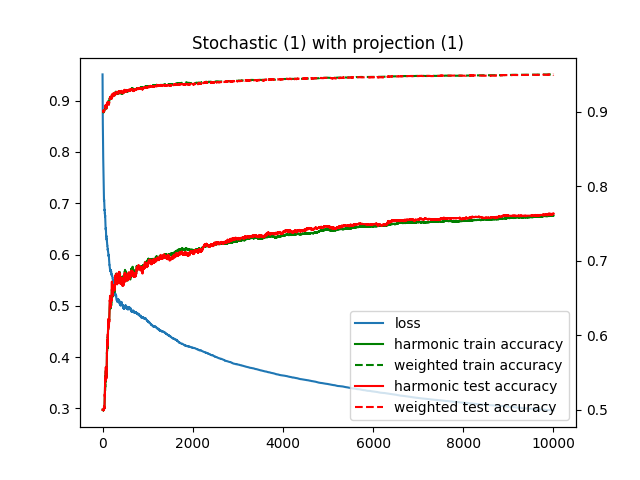 Stochastic (1) with projection (1)
0.9
0.8
0.7
0.6
0.5
0.4
0.3
0.9
0.8
0.7
0.6
0.5
loss
harmonic train accuracy
weighted train accuracy
harmonic test accuracy
weighted test accuracy
0 2000 4000 6000 8000 10000